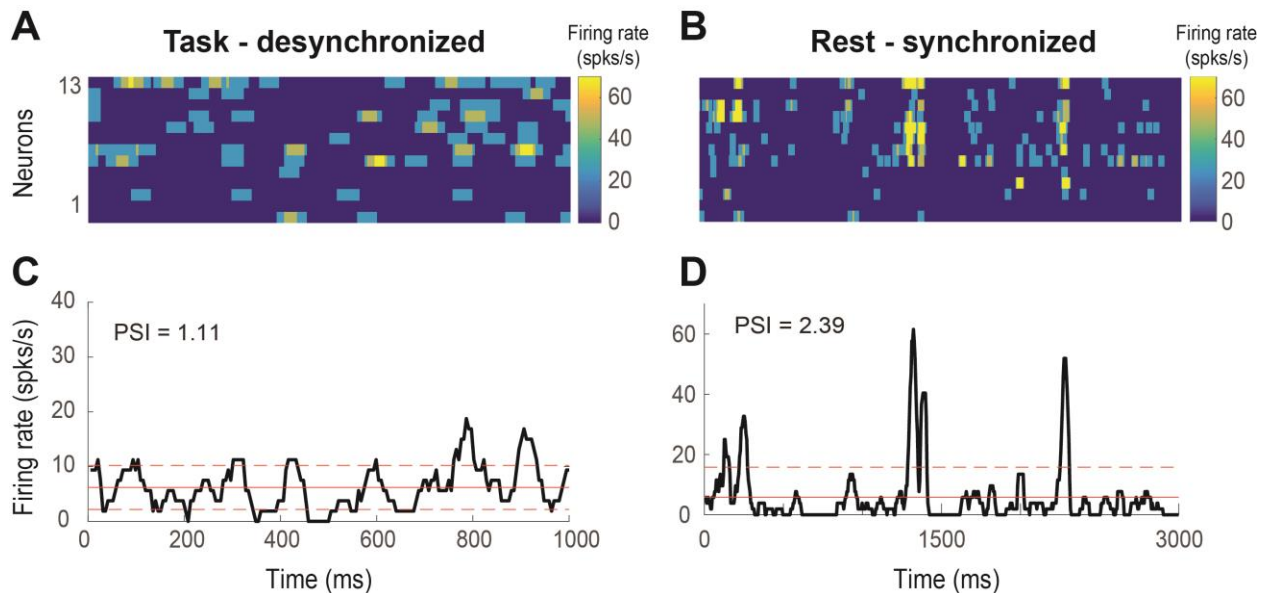 A
Task - desynchronized
Firing rate
(spks/s)
13
Neurons
1
60
40
20
0
B
Rest - synchronized
Firing rate
(spks/s)
60
40
20
0
C
Firing rate (spks/s)
40
30
20
10
0
PSI = 1.11
0 200 400 600 800 1000
Time (ms)
D
60
40
20
0
PSI = 2.39
0 1500 3000
Time (ms)